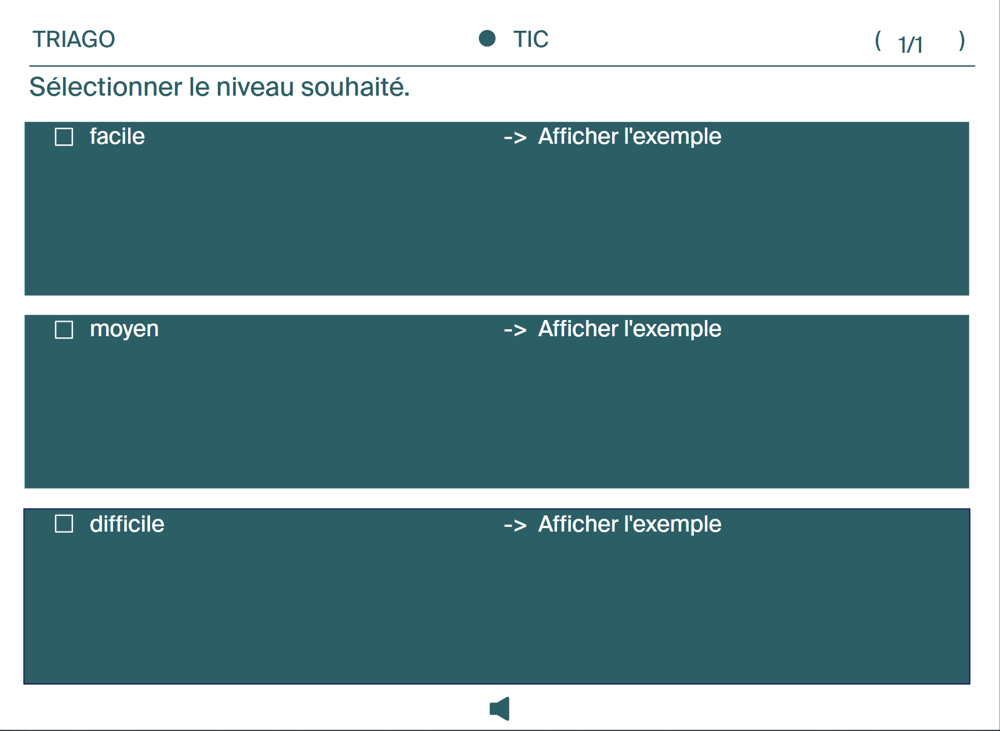 TRIAGO ● TIC ( 1/1 )
Sélectionner le niveau souhaité.
☐ facile -> Afficher l'exemple
☐ moyen -> Afficher l'exemple
☐ difficile -> Afficher l'exemple